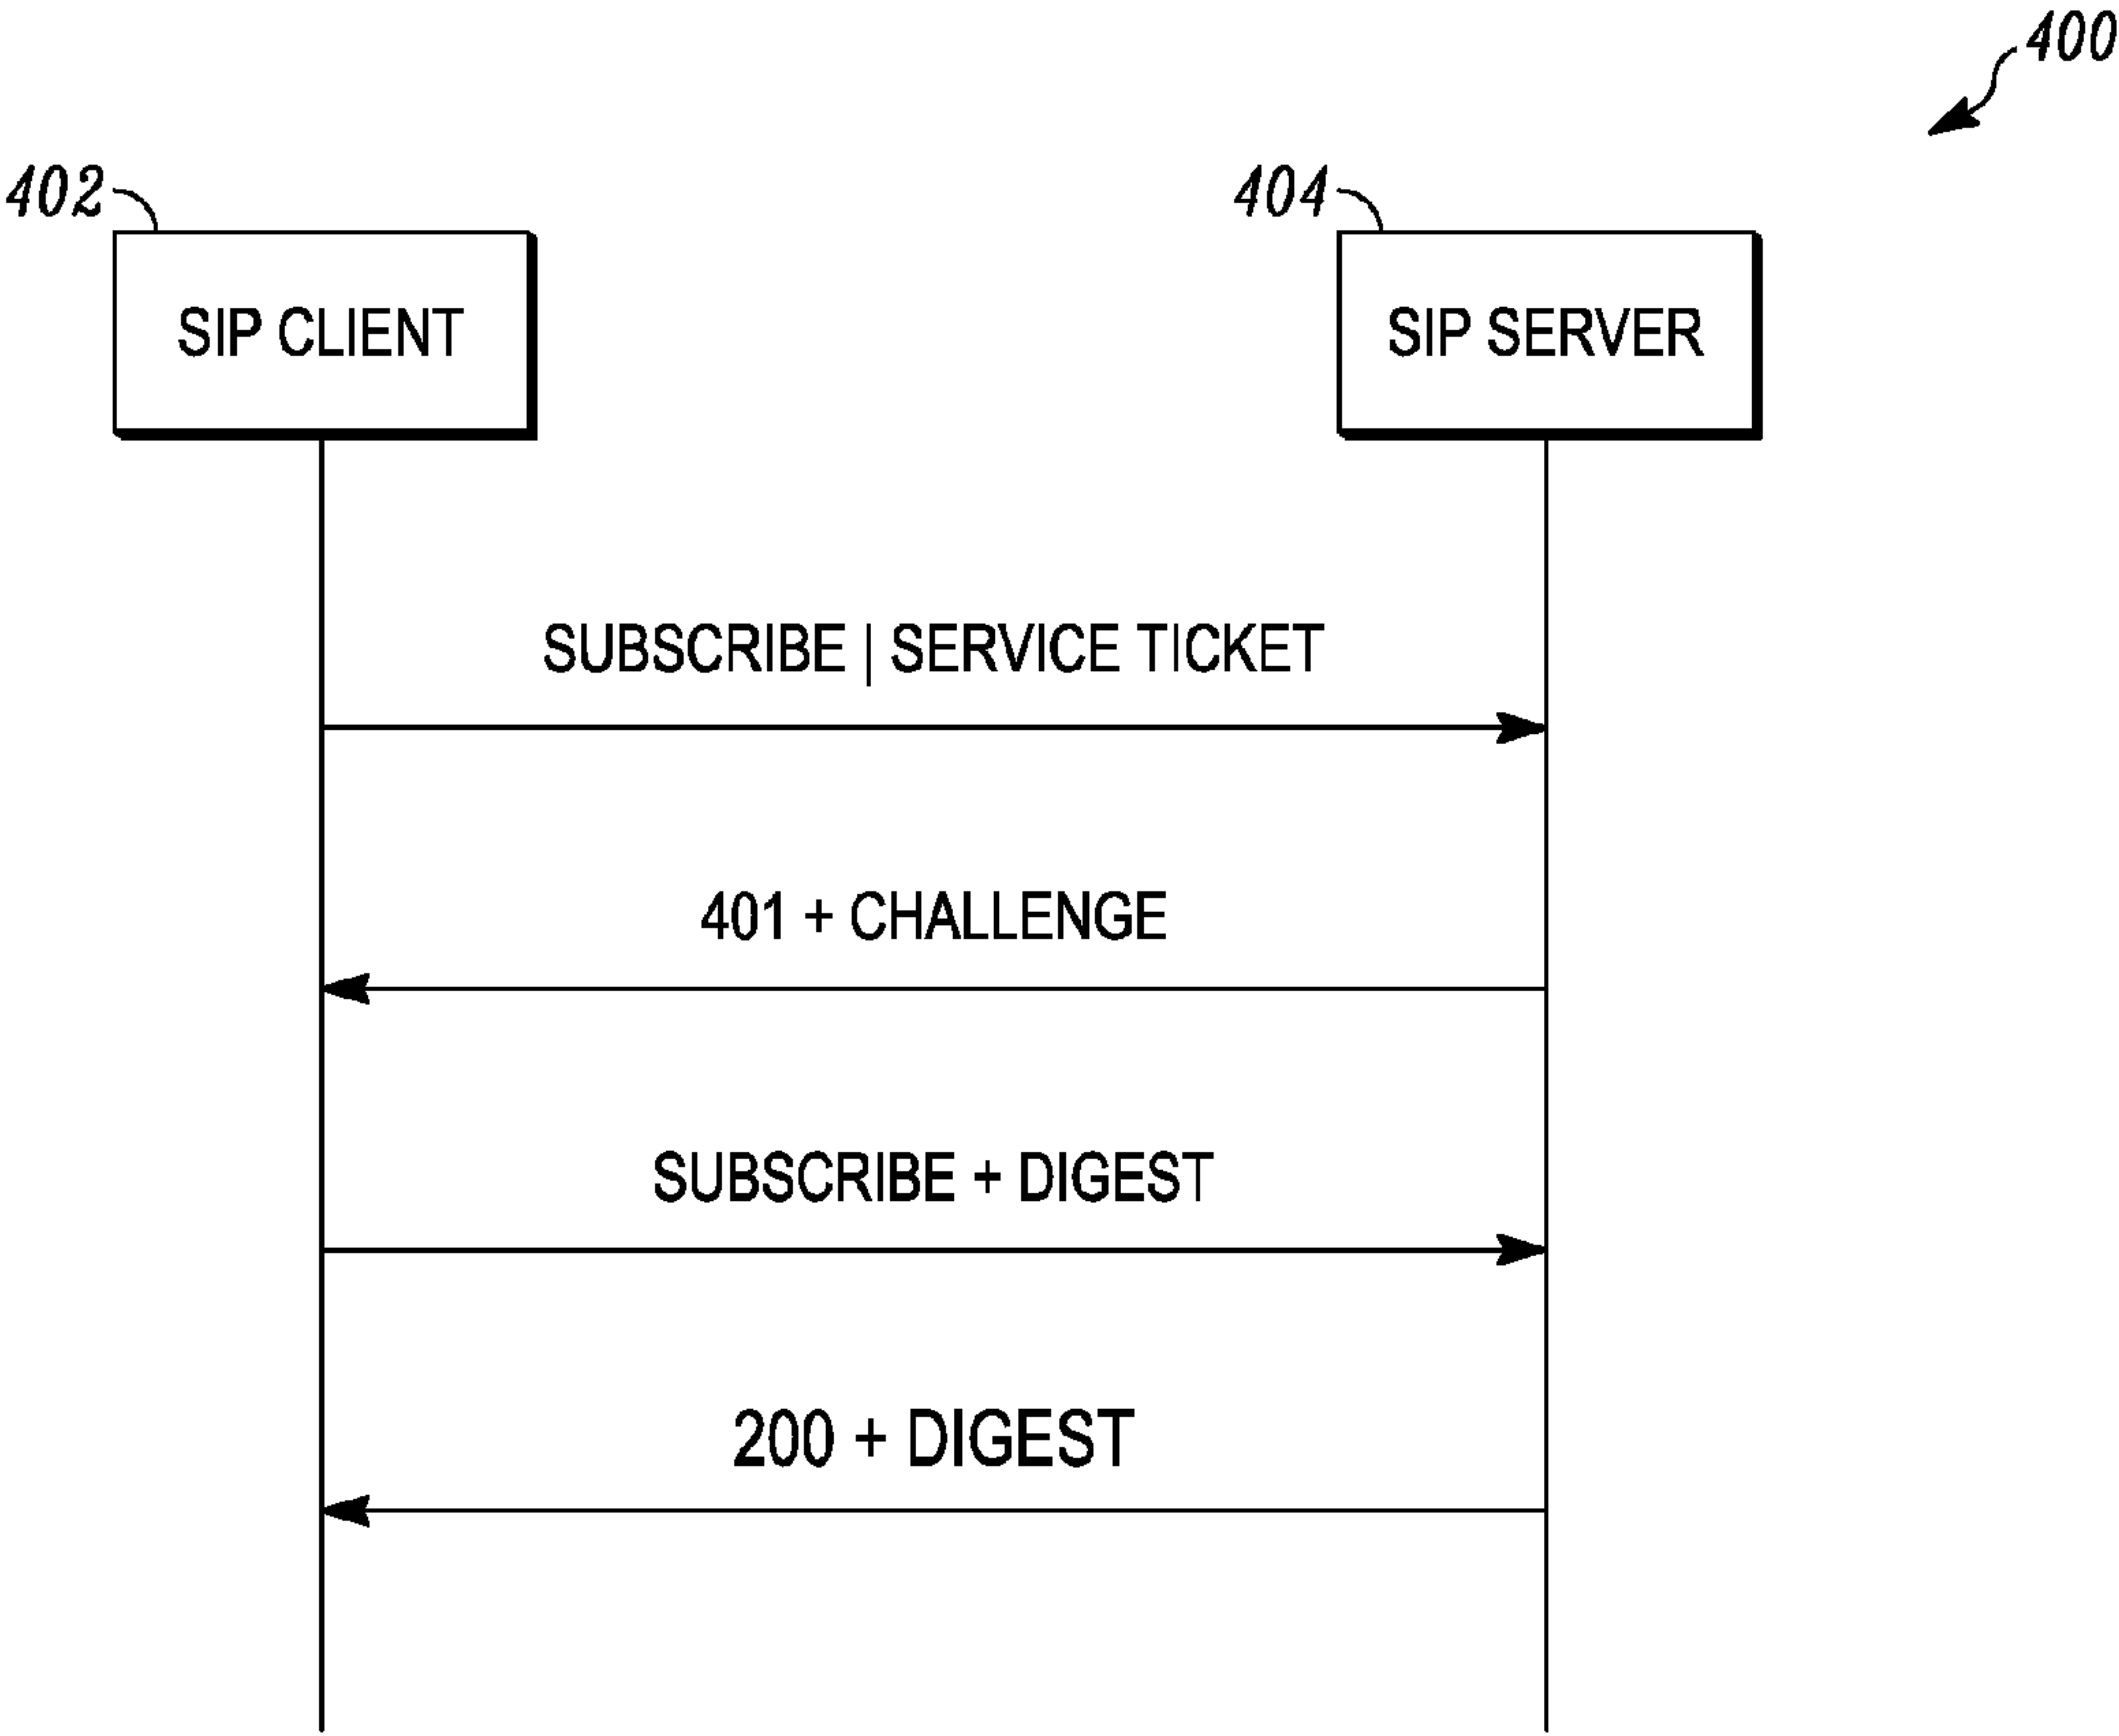 400
402
404
SIP CLIENT
SIP SERVER
SUBSCRIBE | SERVICE TICKET
401 + CHALLENGE
SUBSCRIBE + DIGEST
200 + DIGEST